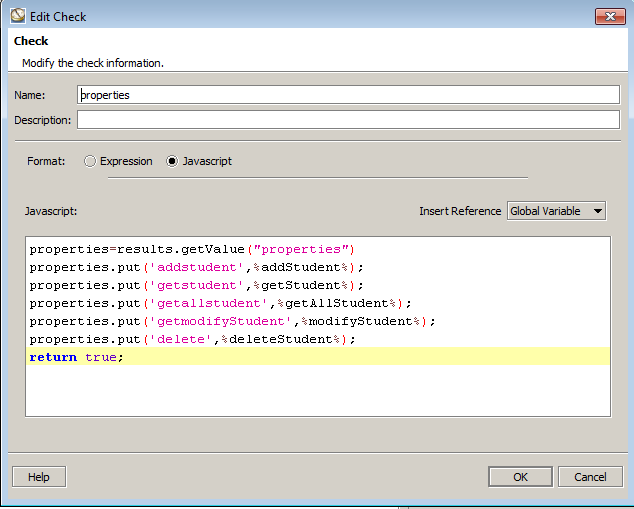 Edit Check
Check
Modify the check information.
Name: properties
Description:
Format: Expression Javascript
Javascript: Insert Reference Global Variable
properties=results.getValue("properties")
properties.put('addstudent',%addStudent%);
properties.put('getstudent',%getStudent%);
properties.put('getallstudent',%getAllStudent%);
properties.put('getmodifyStudent',%modifyStudent%);
properties.put('delete',%deleteStudent%);
return true;
Help OK Cancel